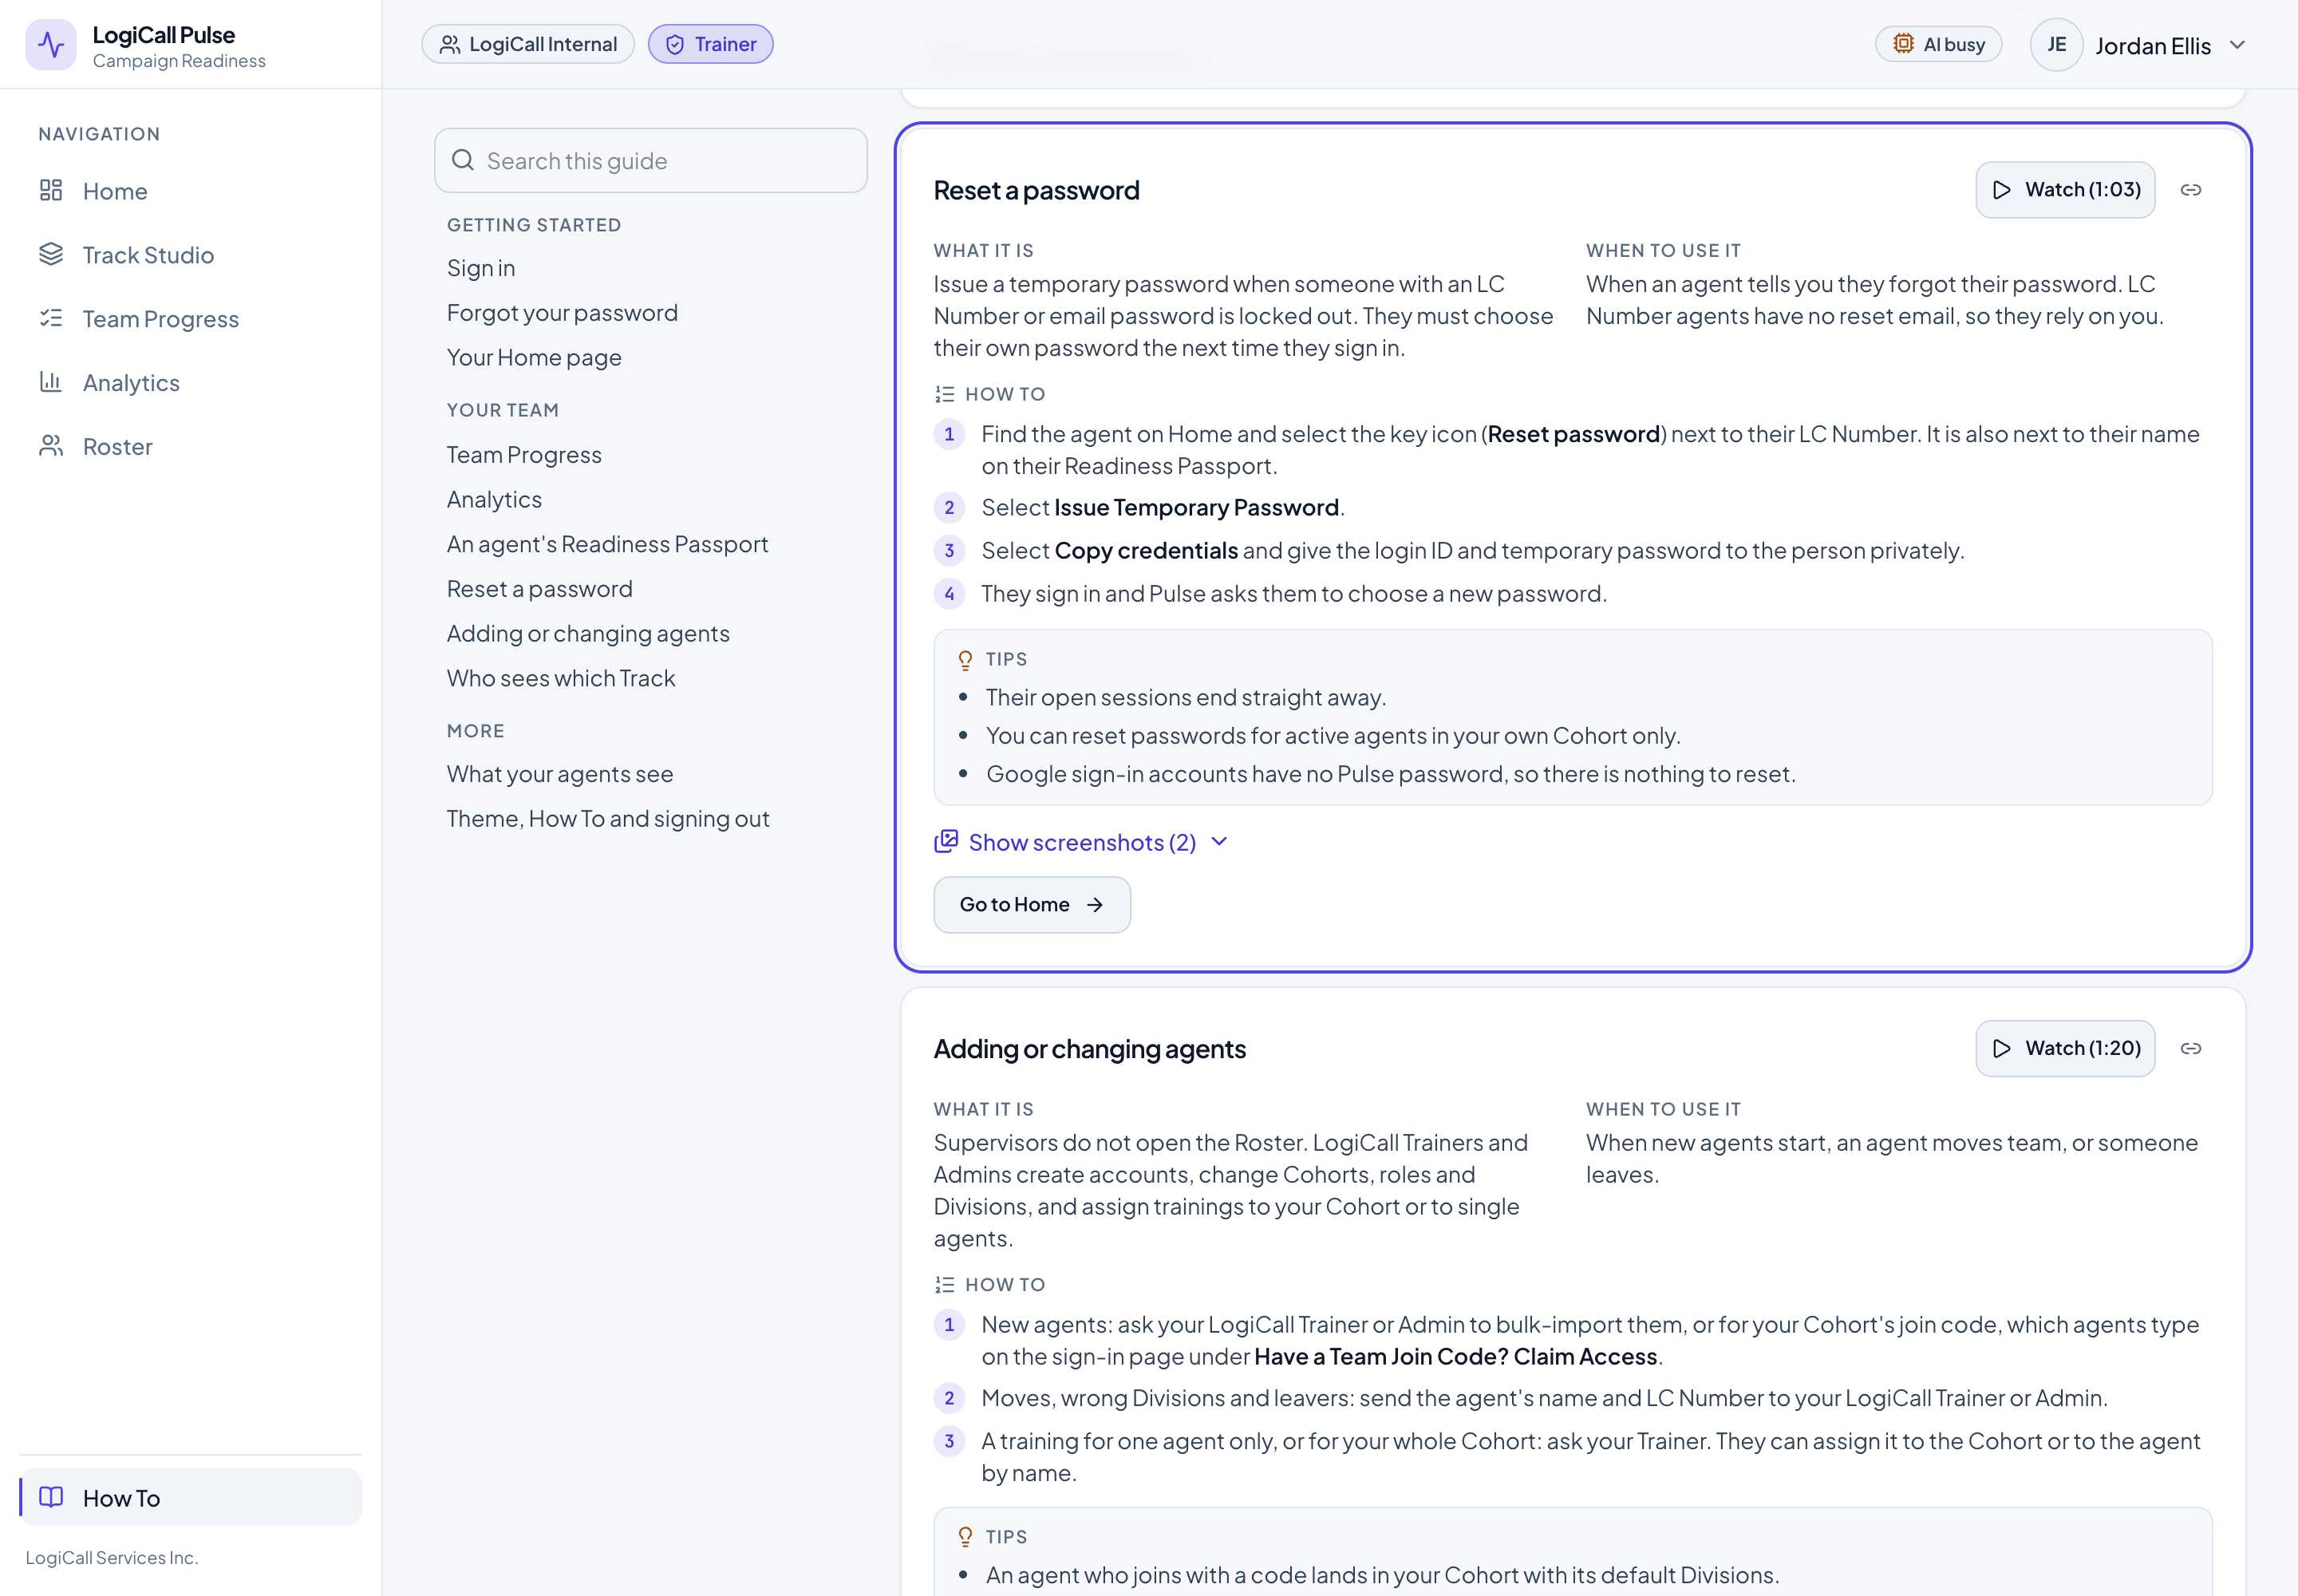 LogiCall Pulse
Campaign Readiness
LogiCall Internal
Trainer
AI busy
JE
Jordan Ellis
NAVIGATION
Home
Track Studio
Team Progress
Analytics
Roster
How To
LogiCall Services Inc.
Search this guide
GETTING STARTED
Sign in
Forgot your password
Your Home page
YOUR TEAM
Team Progress
Analytics
An agent's Readiness Passport
Reset a password
Adding or changing agents
Who sees which Track
MORE
What your agents see
Theme, How To and signing out
Reset a password
Watch (1:03)
WHAT IT IS
Issue a temporary password when someone with an LC
Number or email password is locked out. They must choose
their own password the next time they sign in.
WHEN TO USE IT
When an agent tells you they forgot their password. LC
Number agents have no reset email, so they rely on you.
HOW TO
1 Find the agent on Home and select the key icon (Reset password) next to their LC Number. It is also next to their name
on their Readiness Passport.
2 Select Issue Temporary Password.
3 Select Copy credentials and give the login ID and temporary password to the person privately.
4 They sign in and Pulse asks them to choose a new password.
TIPS
• Their open sessions end straight away.
• You can reset passwords for active agents in your own Cohort only.
• Google sign-in accounts have no Pulse password, so there is nothing to reset.
Show screenshots (2)
Go to Home
Adding or changing agents
Watch (1:20)
WHAT IT IS
Supervisors do not open the Roster. LogiCall Trainers and
Admins create accounts, change Cohorts, roles and
Divisions, and assign trainings to your Cohort or to single
agents.
WHEN TO USE IT
When new agents start, an agent moves team, or someone
leaves.
HOW TO
1 New agents: ask your LogiCall Trainer or Admin to bulk-import them, or for your Cohort's join code, which agents type
on the sign-in page under Have a Team Join Code? Claim Access.
2 Moves, wrong Divisions and leavers: send the agent's name and LC Number to your LogiCall Trainer or Admin.
3 A training for one agent only, or for your whole Cohort: ask your Trainer. They can assign it to the Cohort or to the agent
by name.
TIPS
• An agent who joins with a code lands in your Cohort with its default Divisions.